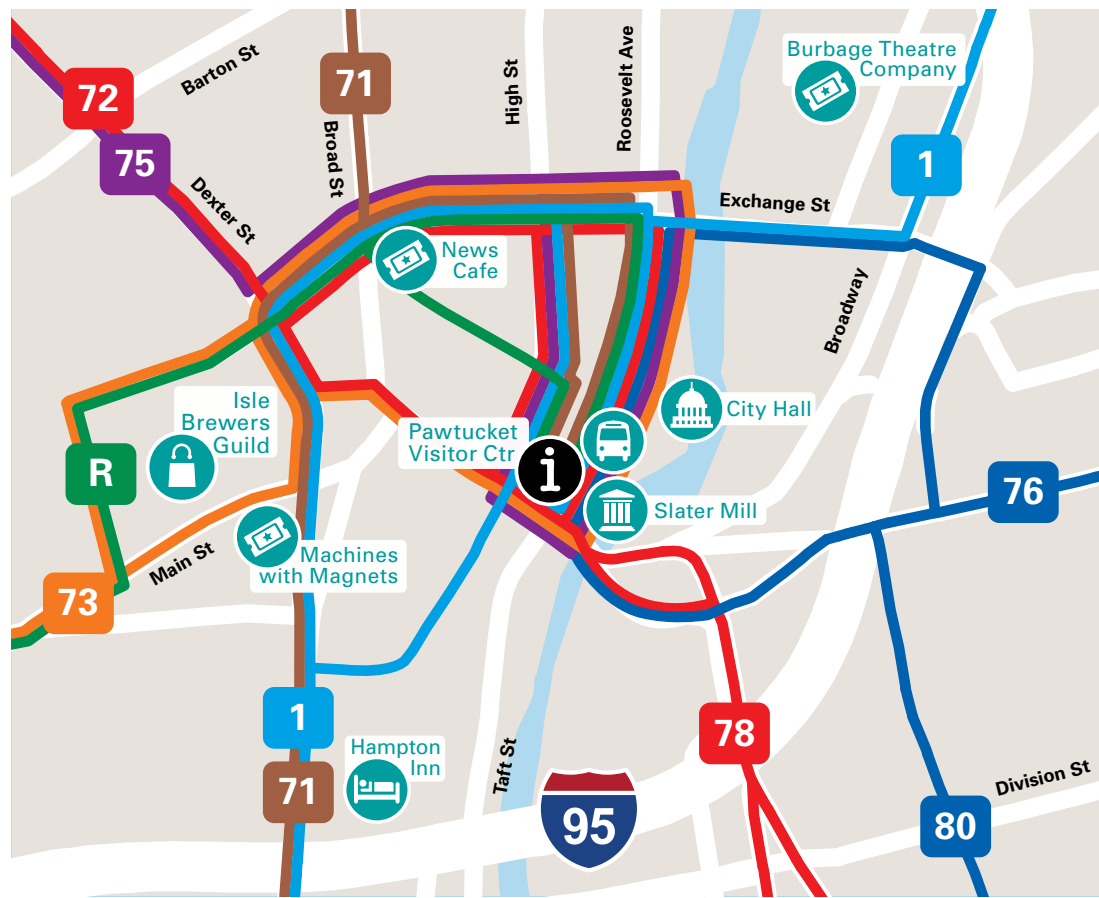 Barton St
72
75
Dexter St
71
Broad St
High St
Roosevelt Ave
Burbage Theatre
Company
1
Exchange St
News
Cafe
Broadway
Isle
Brewers
Guild
R
Pawtucket
Visitor Ctr
i
City Hall
Slater Mill
76
Machines
with Magnets
Main St
73
1
71
Hampton
Inn
Taft St
95
78
80
Division St